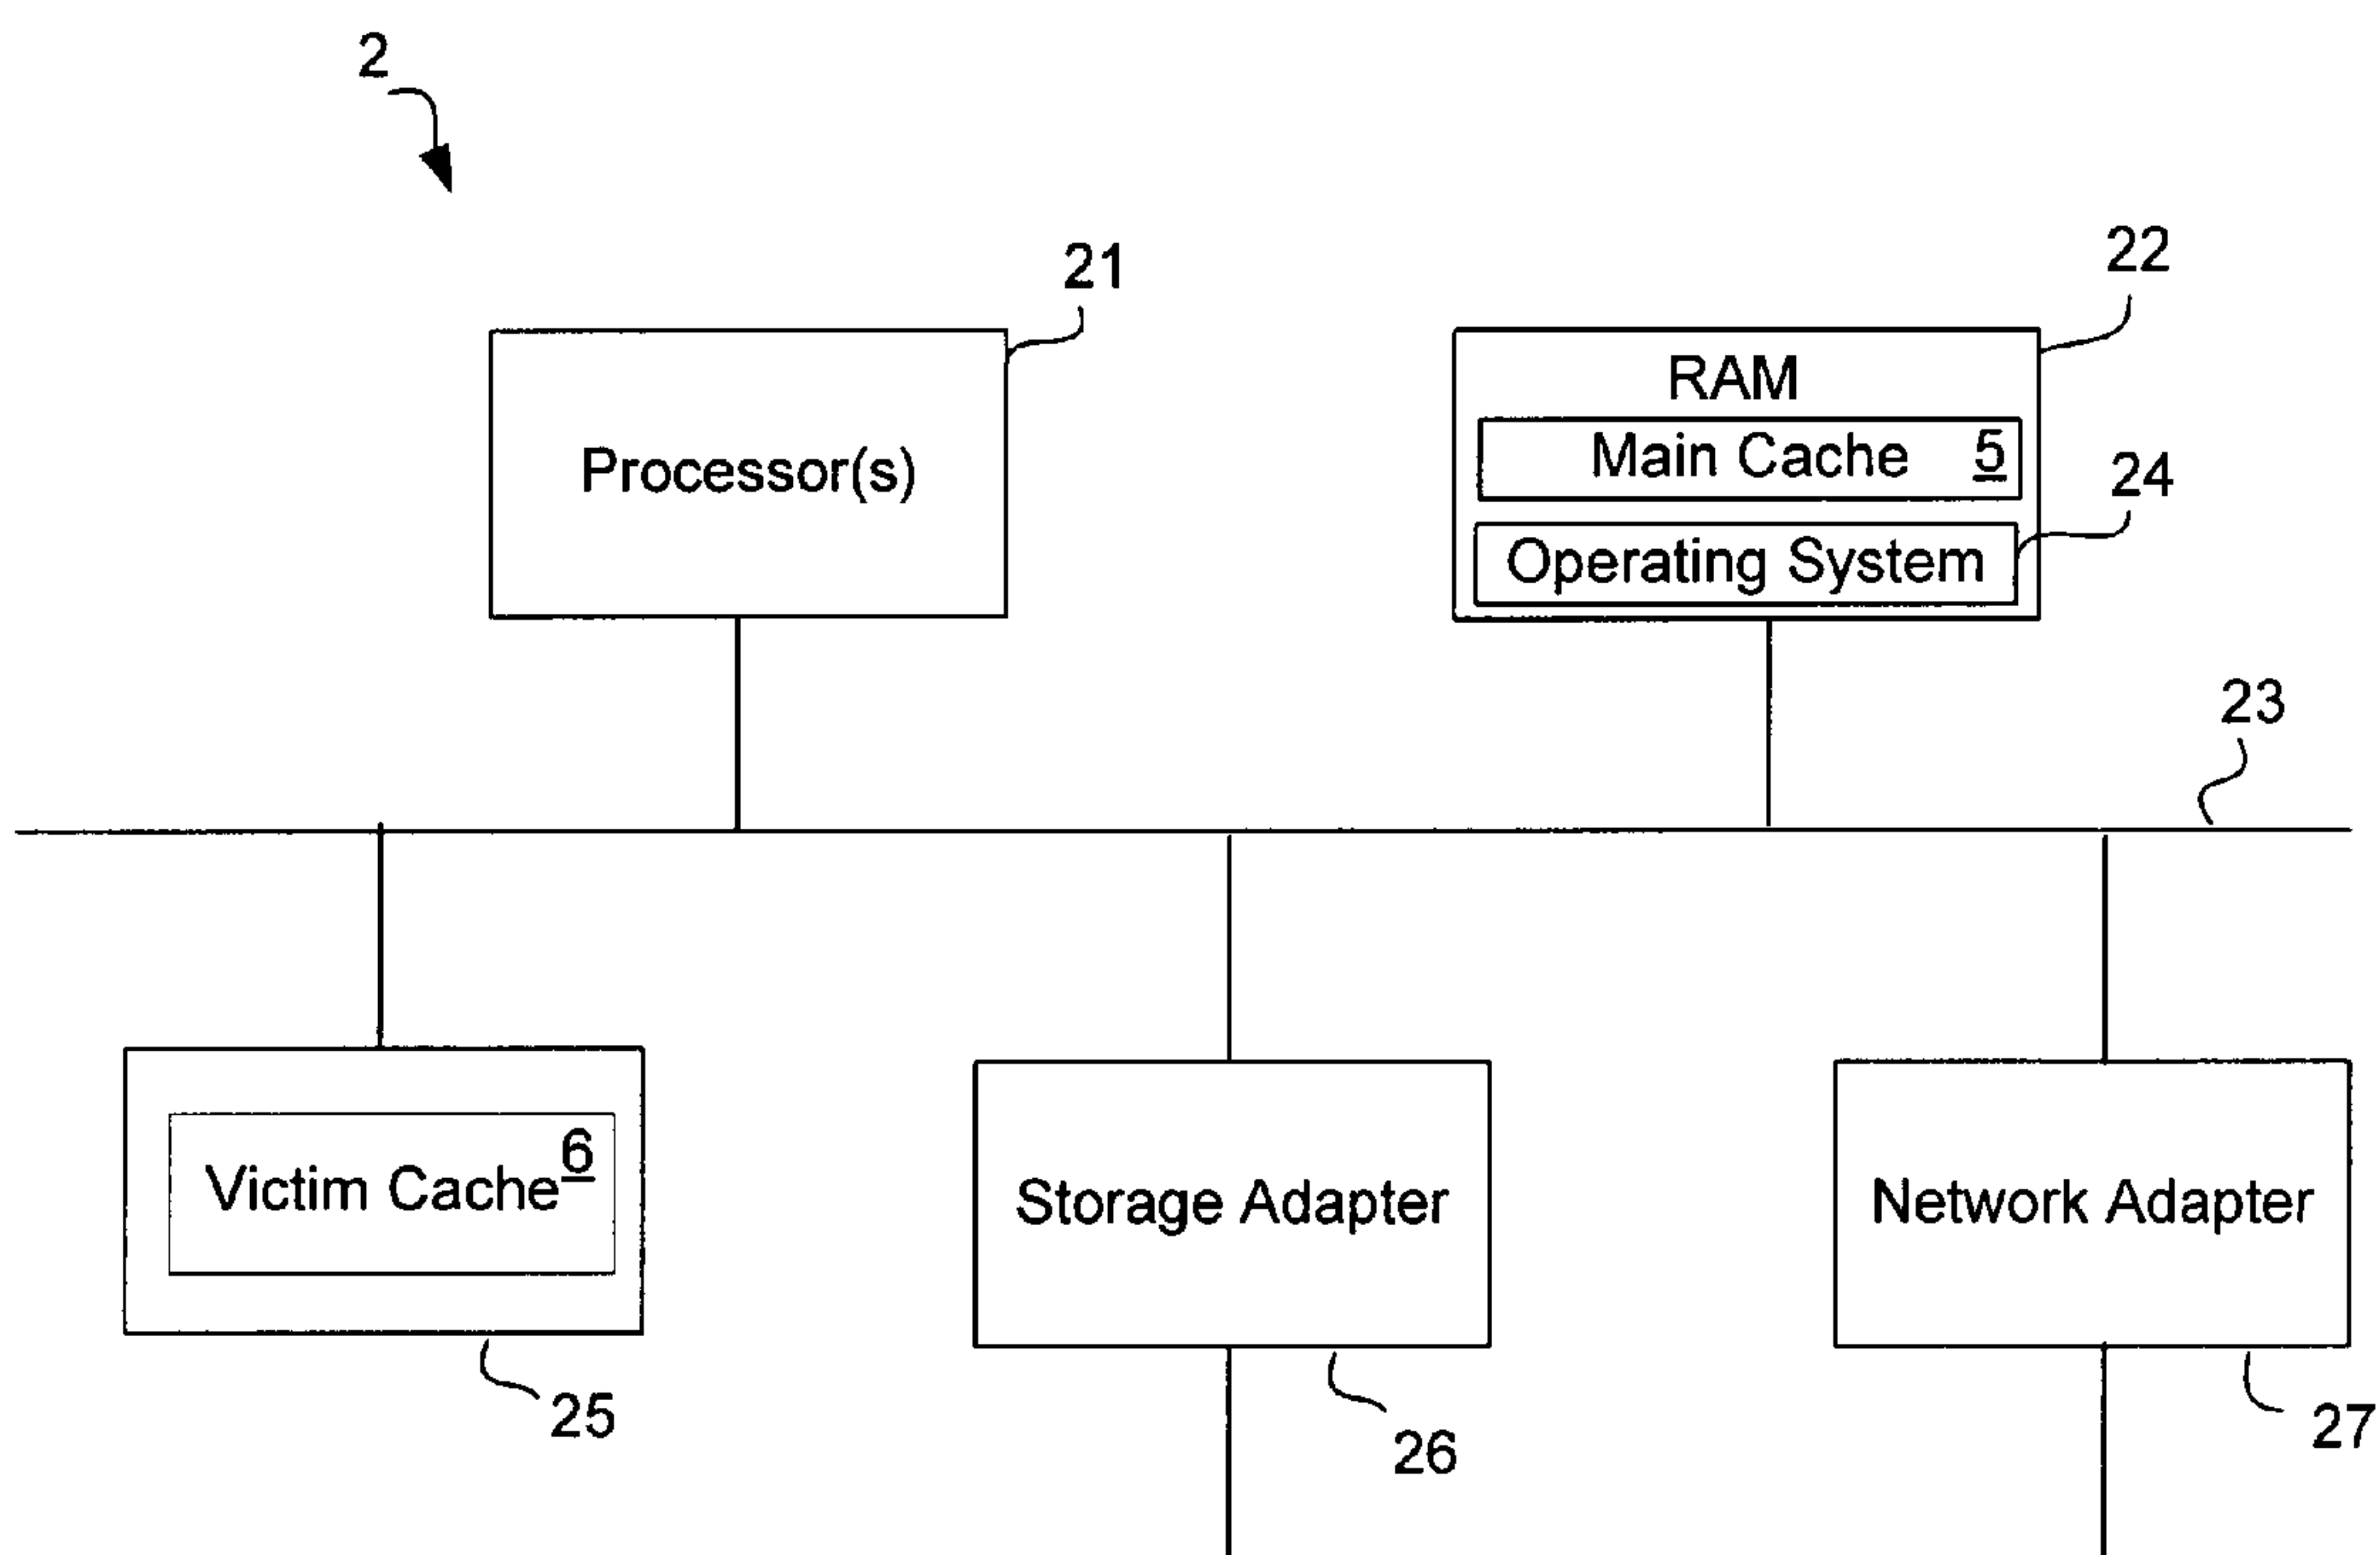 2
21
22
RAM
Main Cache 5
24
Processor(s)
Operating System
23
Victim Cache 6
Storage Adapter
Network Adapter
25
26
27